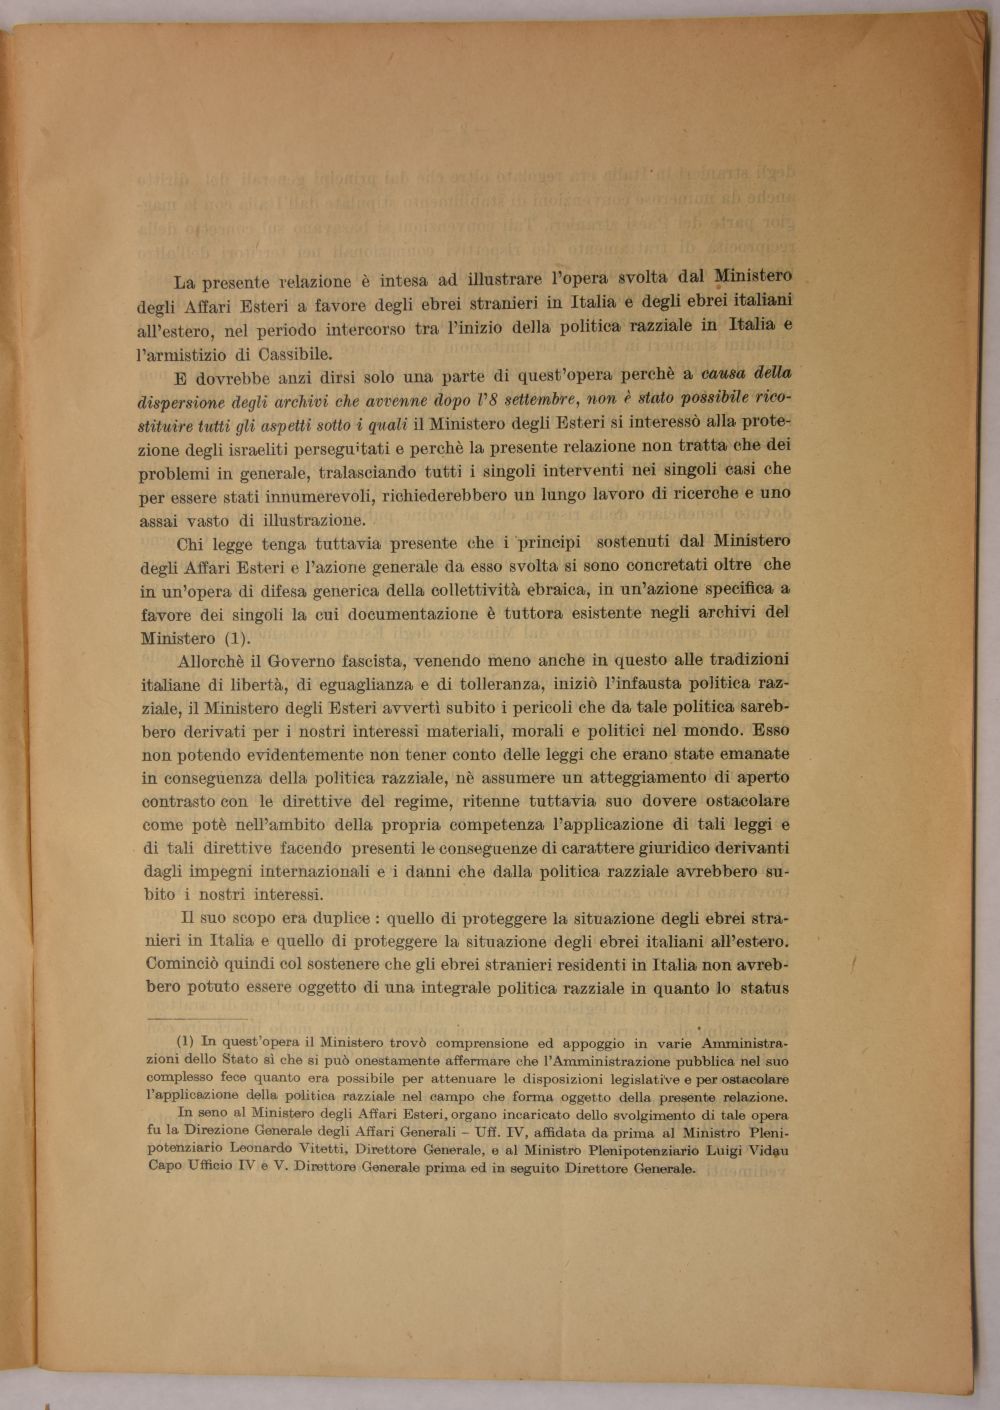 La presente relazione è intesa ad illustrare l'opera svolta dal Ministero
degli Affari Esteri a favore degli ebrei stranieri in Italia e degli ebrei italiani
all'estero, nel periodo intercorso tra l'inizio della politica razziale in Italia e
l'armistizio di Cassibile.
E dovrebbe anzi dirsi solo una parte di quest'opera perchè a causa della
dispersione degli archivi che avvenne dopo l'8 settembre, non è stato possibile rico-
stituire tutti gli aspetti sotto i quali il Ministero degli Esteri si interessò alla prote-
zione degli israeliti perseguitati e perchè la presente relazione non tratta che dei
problemi in generale, tralasciando tutti i singoli interventi nei singoli casi che
per essere stati innumerevoli, richiederebbero un lungo lavoro di ricerche e uno
assai vasto di illustrazione.
Chi legge tenga tuttavia presente che i principi sostenuti dal Ministero
degli Affari Esteri e l'azione generale da esso svolta si sono concretati oltre che
in un'opera di difesa generica della collettività ebraica, in un'azione specifica a
favore dei singoli la cui documentazione è tuttora esistente negli archivi del
Ministero (1).
Allorchè il Governo fascista, venendo meno anche in questo alle tradizioni
italiane di libertà, di eguaglianza e di tolleranza, iniziò l'infausta politica raz-
ziale, il Ministero degli Esteri avvertì subito i pericoli che da tale politica sareb-
bero derivati per i nostri interessi materiali, morali e politici nel mondo. Esso
non potendo evidentemente non tener conto delle leggi che erano state emanate
in conseguenza della politica razziale, nè assumere un atteggiamento di aperto
contrasto con le direttive del regime, ritenne tuttavia suo dovere ostacolare
come potè nell'ambito della propria competenza l'applicazione di tali leggi e
di tali direttive facendo presenti le conseguenze di carattere giuridico derivanti
dagli impegni internazionali e i danni che dalla politica razziale avrebbero su-
bito i nostri interessi.
Il suo scopo era duplice : quello di proteggere la situazione degli ebrei stra-
nieri in Italia e quello di proteggere la situazione degli ebrei italiani all'estero.
Cominciò quindi col sostenere che gli ebrei stranieri residenti in Italia non avreb-
bero potuto essere oggetto di una integrale politica razziale in quanto lo status
(1) In quest'opera il Ministero trovò comprensione ed appoggio in varie Amministra-
zioni dello Stato sì che si può onestamente affermare che l'Amministrazione pubblica nel suo
complesso fece quanto era possibile per attenuare le disposizioni legislative e per ostacolare
l'applicazione della politica razziale nel campo che forma oggetto della presente relazione.
In seno al Ministero degli Affari Esteri, organo incaricato dello svolgimento di tale opera
fu la Direzione Generale degli Affari Generali - Uff. IV, affidata da prima al Ministro Pleni-
potenziario Leonardo Vitetti, Direttore Generale, e al Ministro Plenipotenziario Luigi Vidau
Capo Ufficio IV e V. Direttore Generale prima ed in seguito Direttore Generale.